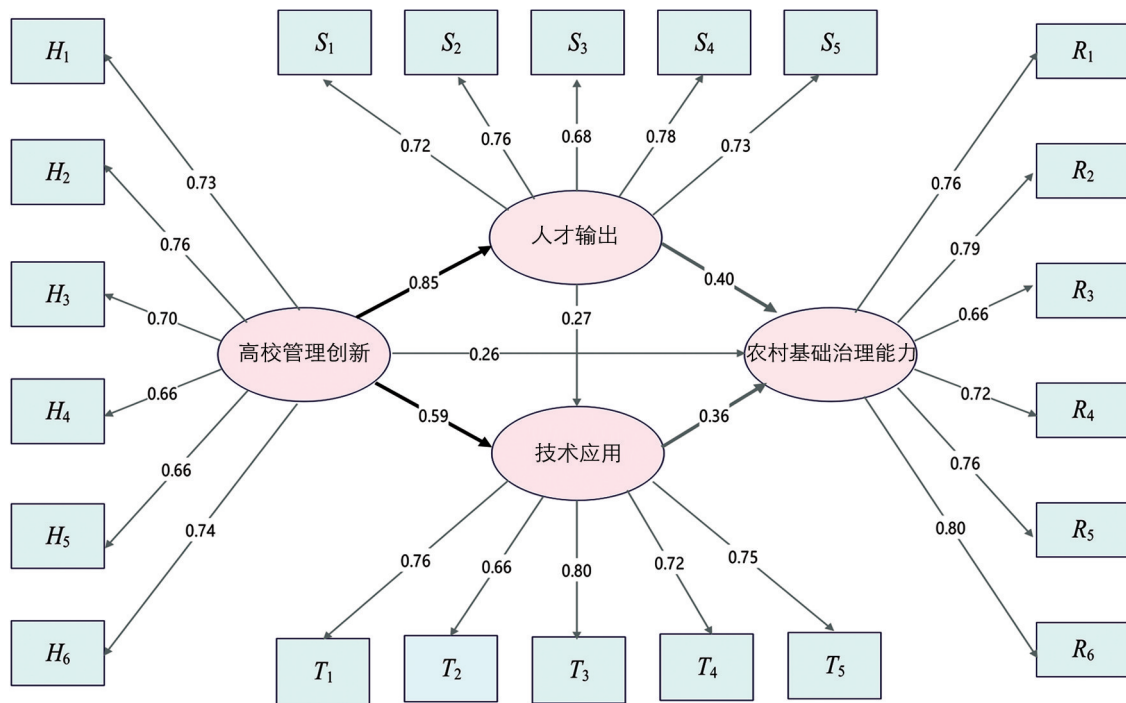 H1
S1
S2
S3
S4
S5
R1
0.72
0.76
0.68
0.78
0.73
H2
R2
0.73
0.76
0.76
人才输出
0.79
H3
R3
0.85
0.40
0.70
0.27
0.66
高校管理创新
0.26
农村基础治理能力
H4
R4
0.66
0.59
0.36
0.72
技术应用
0.66
0.76
H5
R5
0.74
0.76
0.66
0.80
0.72
0.75
0.80
H6
R6
T1
T2
T3
T4
T5